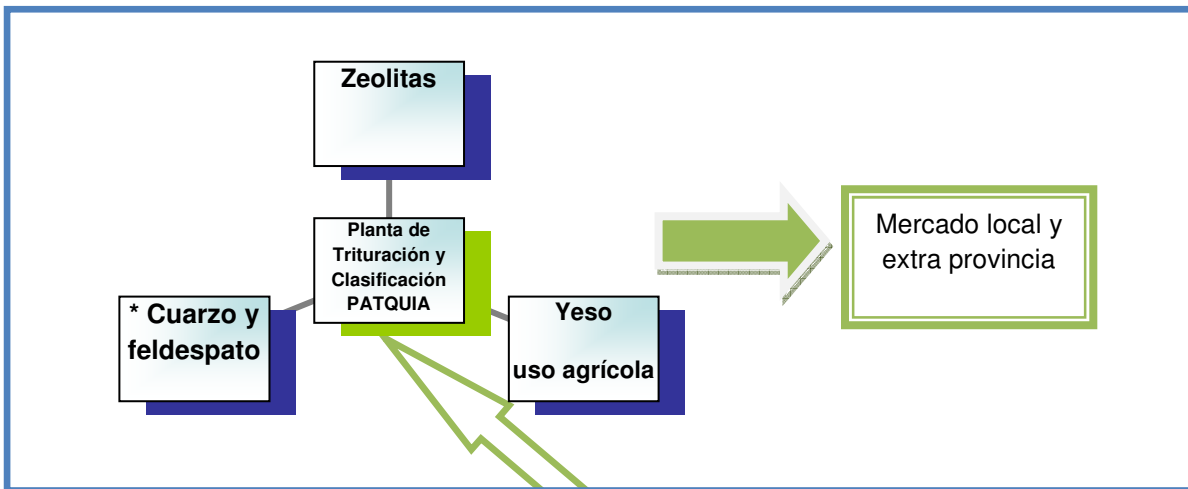 Zeolitas
Planta de
Trituración y
Clasificación
PATQUIA
* Cuarzo y
feldespato
Yeso
uso agrícola
Mercado local y
extra provincia